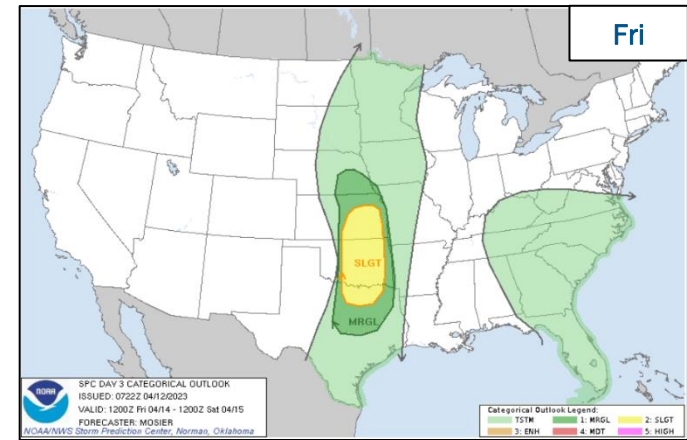 Fri
SLGT
MRGL
NOAA
SPC DAY 3 CATEGORICAL OUTLOOK
ISSUED: 0722Z 04/12/2023
VALID: 1200Z Fri 04/14 - 1200Z Sat 04/15
FORECASTER: MOSIER
NOAA/NWS Storm Prediction Center, Norman, Oklahoma
Categorical Outlook Legend:
TSTM 1: MRGL 2: SLGT
3: ENH 4: MDT 5: HIGH